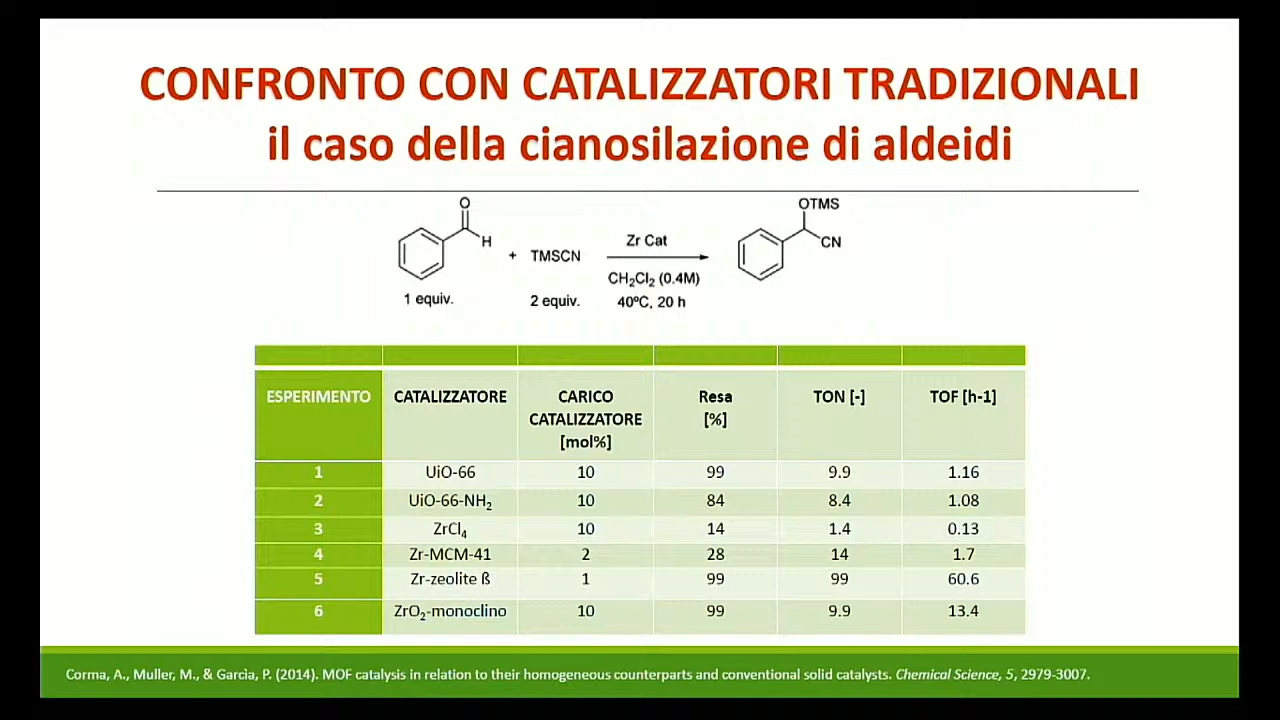 CONFRONTO CON CATALIZZATORI TRADIZIONALI
il caso della cianosilazione di aldeidi
O
H
1 equiv.
+
TMSCN
2 equiv.
Zr Cat
CH₂Cl₂ (0.4M)
40ºC, 20 h
OTMS
CN
ESPERIMENTO CATALIZZATORE CARICO CATALIZZATORE [mol%] Resa [%] TON [-] TOF [h-1]
1 UiO-66 10 99 9.9 1.16
2 UiO-66-NH₂ 10 84 8.4 1.08
3 ZrCl₄ 10 14 1.4 0.13
4 Zr-MCM-41 2 28 14 1.7
5 Zr-zeolite ß 1 99 99 60.6
6 ZrO₂-monoclino 10 99 9.9 13.4
Corma, A., Muller, M., & Garcìa, P. (2014). MOF catalysis in relation to their homogeneous counterparts and conventional solid catalysts. Chemical Science, 5, 2979-3007.